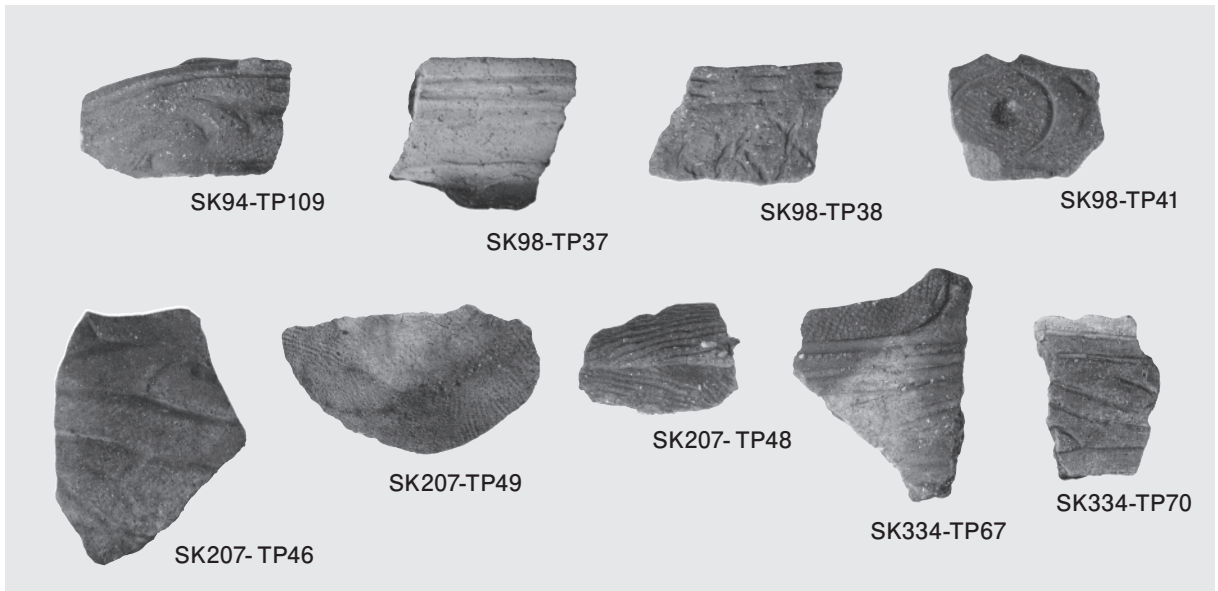 SK94-TP109
SK98-TP37
SK98-TP38
SK98-TP41
SK207- TP46
SK207-TP49
SK207- TP48
SK334-TP67
SK334-TP70